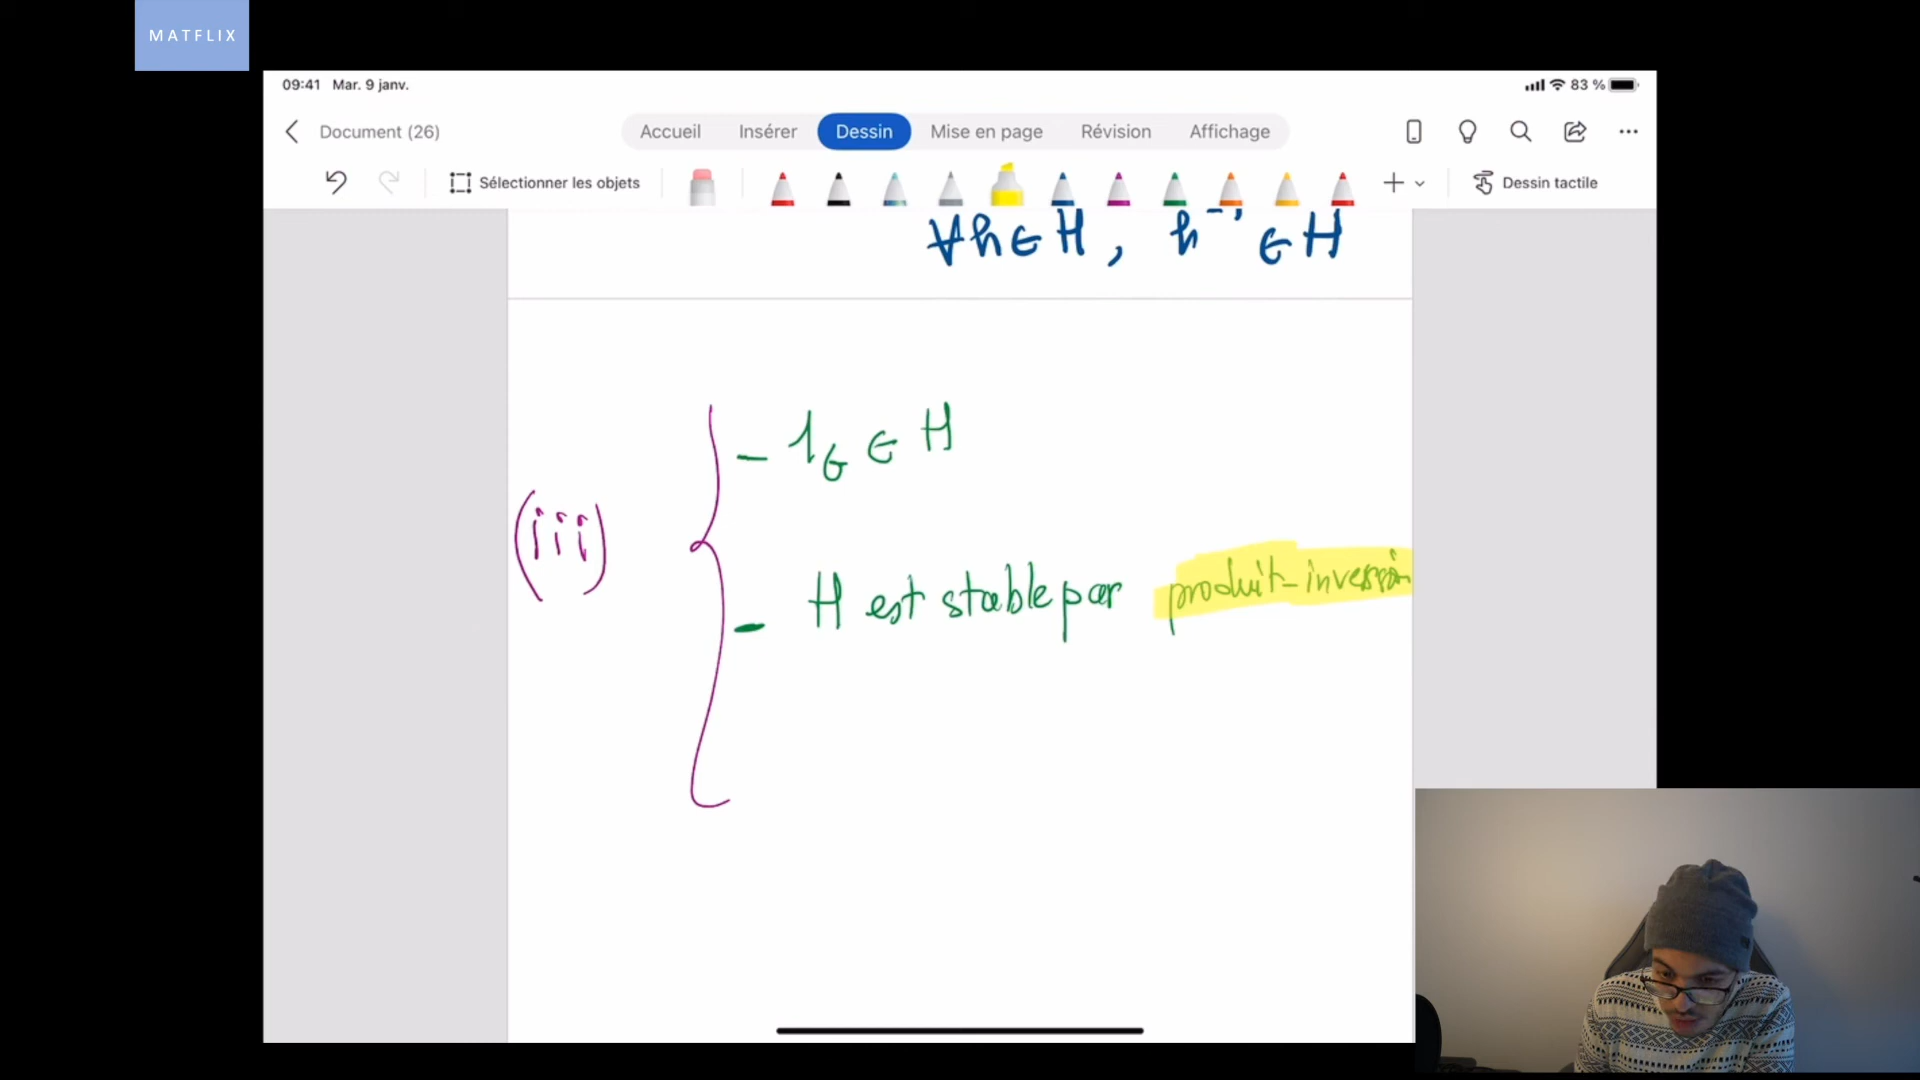 MATFLIX
09:41 Mar. 9 janv. 83 %
Document (26) Accueil Insérer Dessin Mise en page Révision Affichage
Sélectionner les objets Dessin tactile
∀h∈H, h⁻¹ ∈ H
- 1_G ∈ H
(iii)
- H est stable par produit-inversion